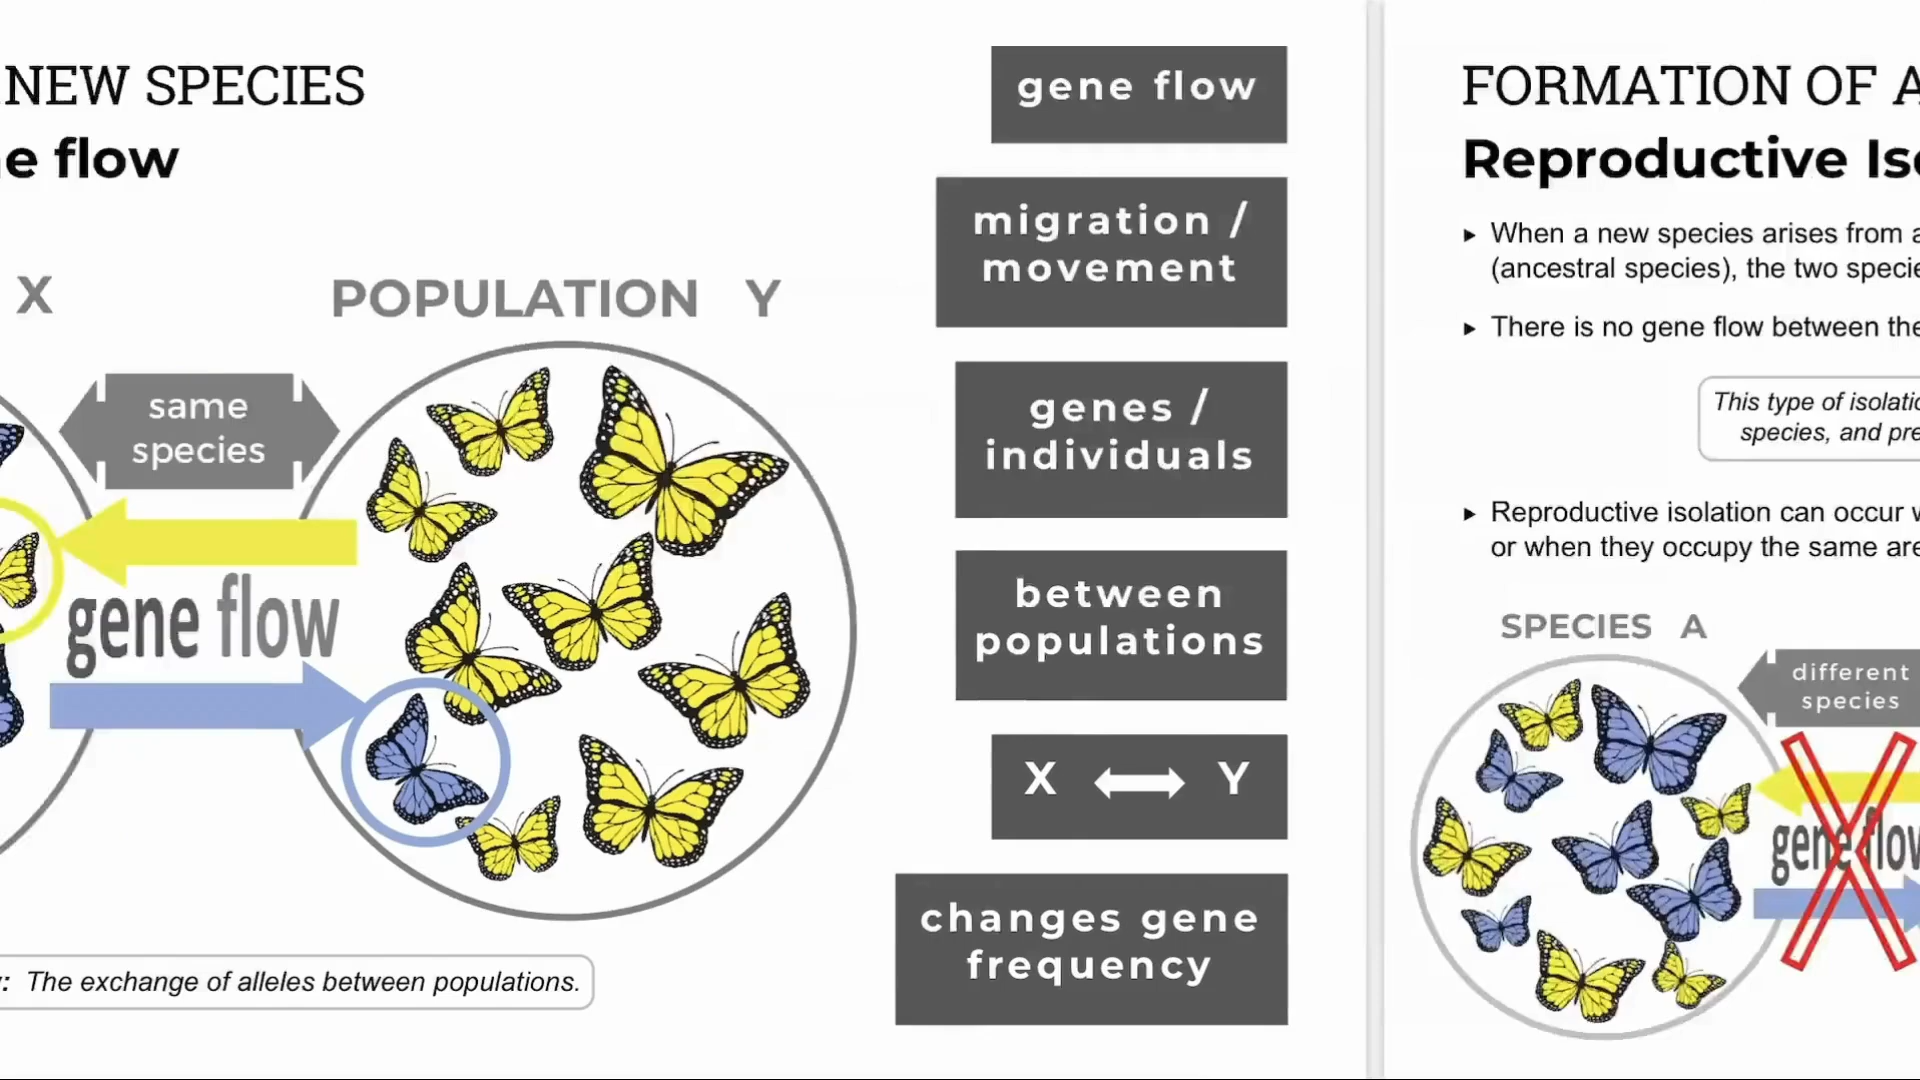 NEW SPECIES
e flow
X
POPULATION Y
same
species
gene flow
: The exchange of alleles between populations.
gene flow
migration /
movement
genes /
individuals
between
populations
X Y
changes gene
frequency
FORMATION OF A
Reproductive Iso
When a new species arises from a
(ancestral species), the two specie
There is no gene flow between the
This type of isolatio
species, and pre
Reproductive isolation can occur w
or when they occupy the same are
SPECIES A
different
species
gene flow